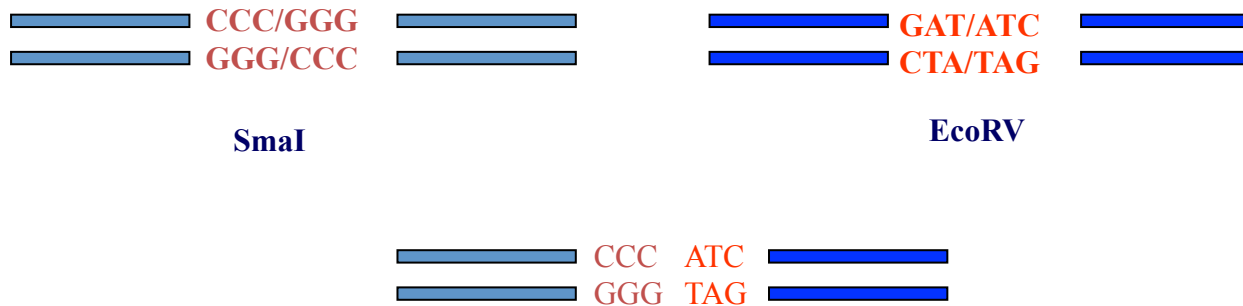 CCC/GGG
GGG/CCC
SmaI
GAT/ATC
CTA/TAG
EcoRV
CCC ATC
GGG TAG